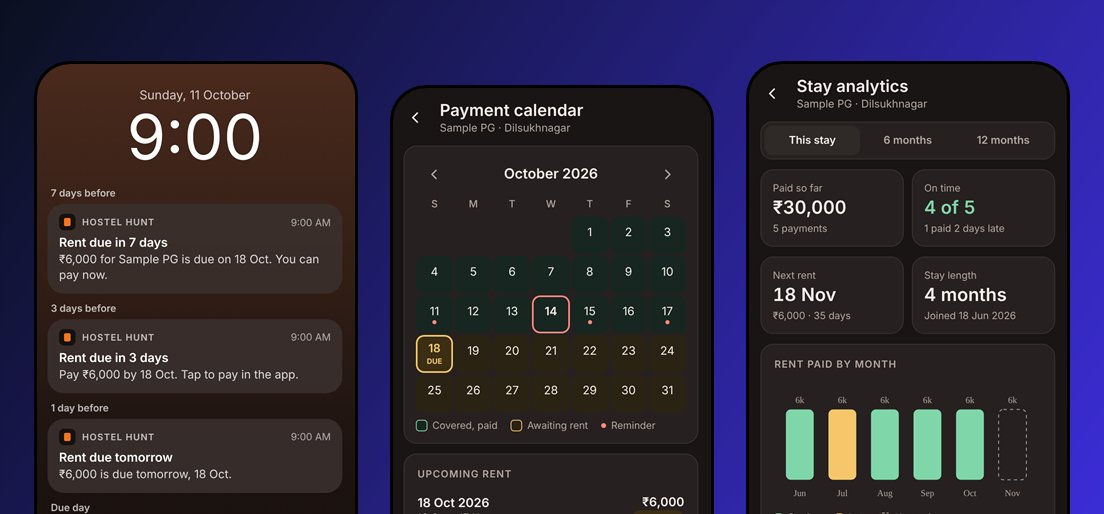 Sunday, 11 October
9:00
7 days before
HOSTEL HUNT 9:00 AM
Rent due in 7 days
₹6,000 for Sample PG is due on 18 Oct. You can
pay now.
3 days before
HOSTEL HUNT 9:00 AM
Rent due in 3 days
Pay ₹6,000 by 18 Oct. Tap to pay in the app.
1 day before
HOSTEL HUNT 9:00 AM
Rent due tomorrow
₹6,000 is due tomorrow, 18 Oct.
Due day
Payment calendar
Sample PG · Dilsukhnagar
October 2026
S M T W T F S
1 2 3
4 5 6 7 8 9 10
11 12 13 14 15 16 17
18 19 20 21 22 23 24
DUE
25 26 27 28 29 30 31
Covered, paid Awaiting rent Reminder
UPCOMING RENT
18 Oct 2026 ₹6,000
Stay analytics
Sample PG · Dilsukhnagar
This stay 6 months 12 months
Paid so far
₹30,000
5 payments
On time
4 of 5
1 paid 2 days late
Next rent
18 Nov
₹6,000 · 35 days
Stay length
4 months
Joined 18 Jun 2026
RENT PAID BY MONTH
6k 6k 6k 6k 6k 6k
Jun Jul Aug Sep Oct Nov